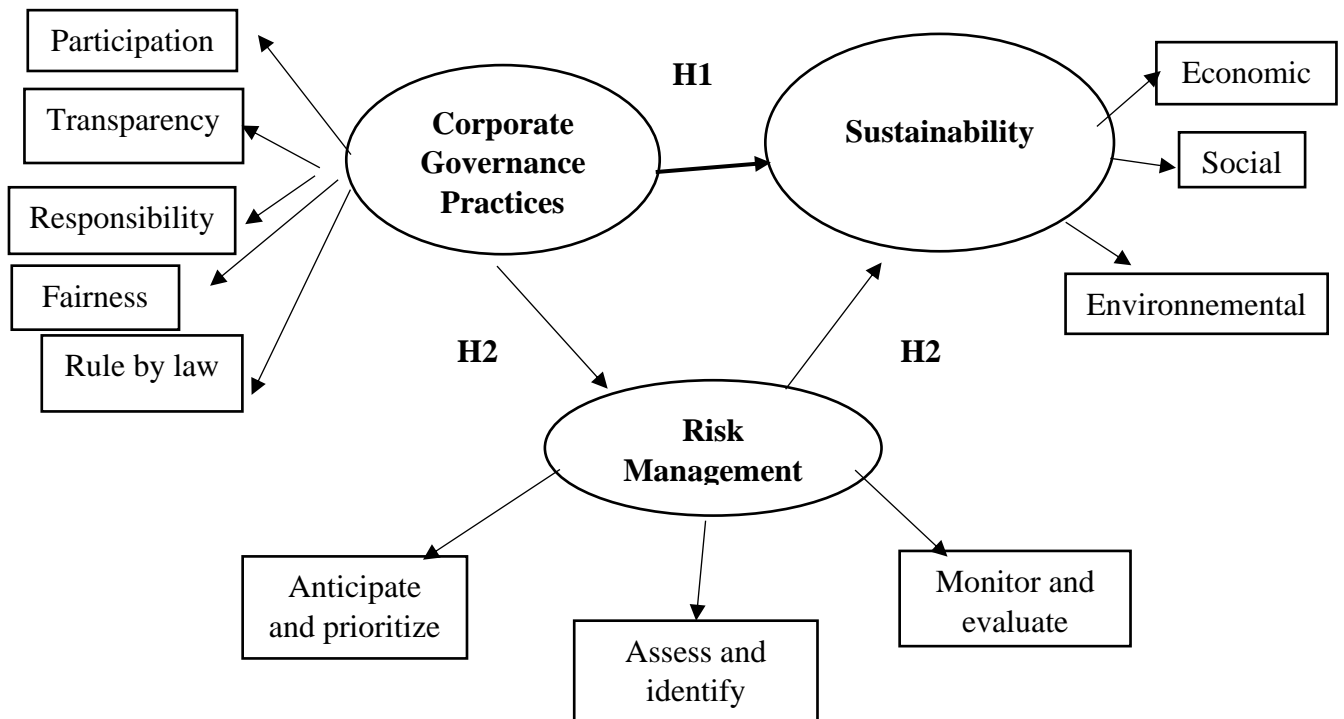 Participation
Transparency
Responsibility
Fairness
Rule by law
Corporate
Governance
Practices
H1
Sustainability
Economic
Social
Environnemental
H2
H2
Risk
Management
Anticipate
and prioritize
Assess and
identify
Monitor and
evaluate